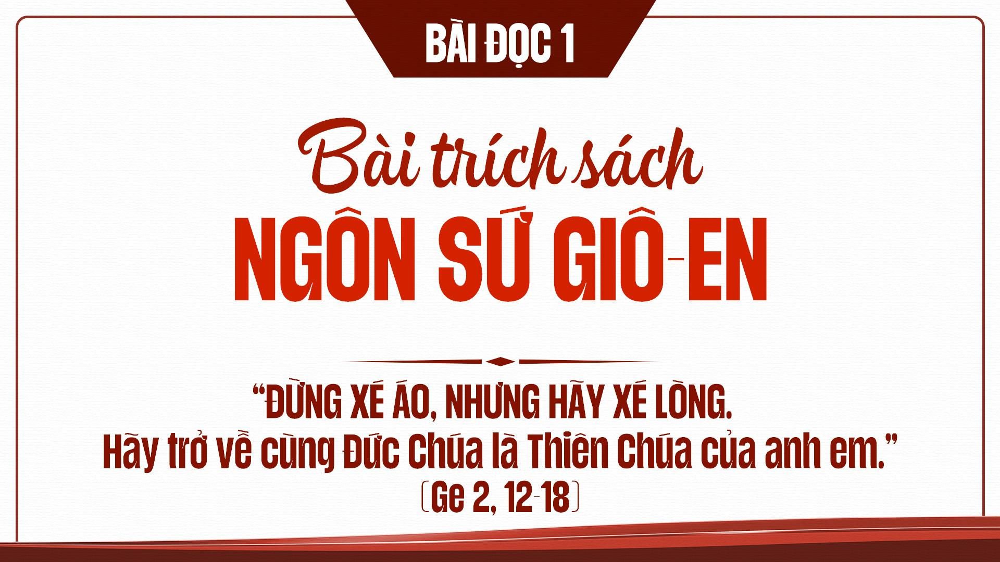 BÀI ĐỌC 1
Bài trích sách
NGÔN SỨ GIÔ-EN
“ĐỪNG XÉ ÁO, NHƯNG HÃY XÉ LÒNG.
Hãy trở về cùng Đức Chúa là Thiên Chúa của anh em.”
(Ge 2, 12-18)